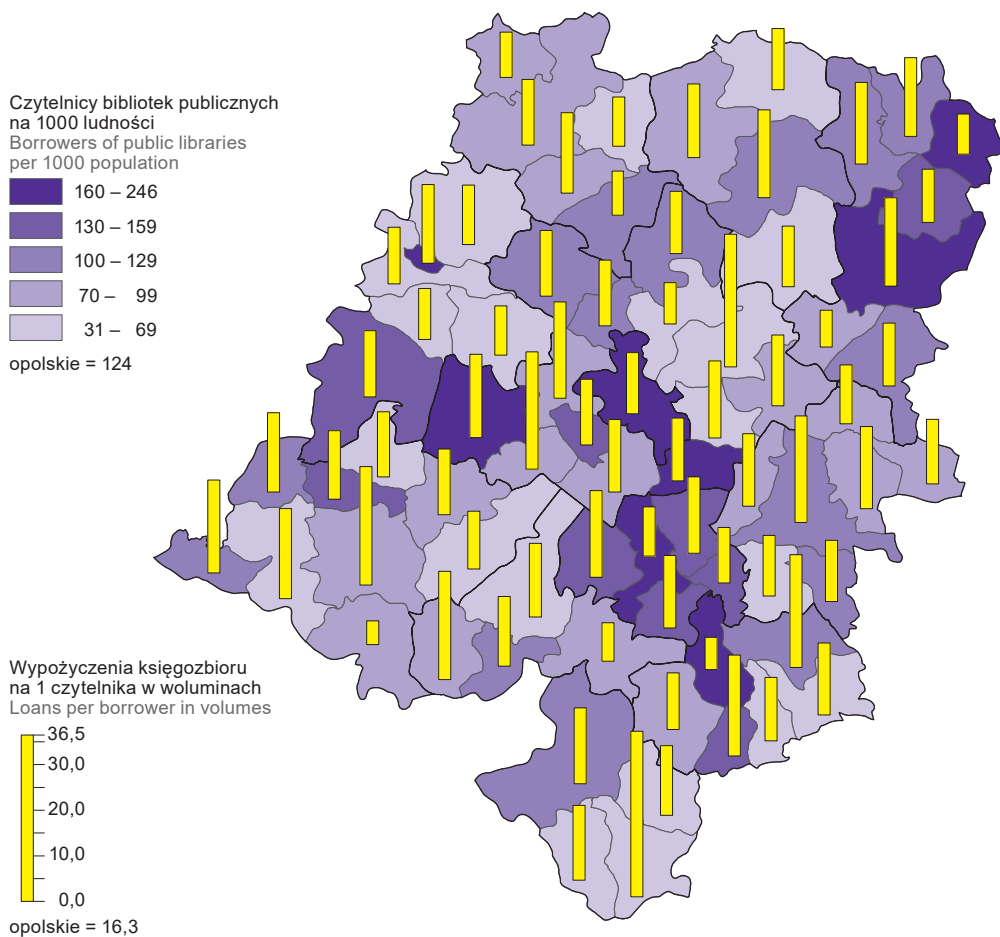 Czytelnicy bibliotek publicznych
na 1000 ludności
Borrowers of public libraries
per 1000 population
160 – 246
130 – 159
100 – 129
70 – 99
31 – 69
opolskie = 124
Wypożyczenia księgozbioru
na 1 czytelnika w woluminach
Loans per borrower in volumes
36,5
30,0
20,0
10,0
0,0
opolskie = 16,3